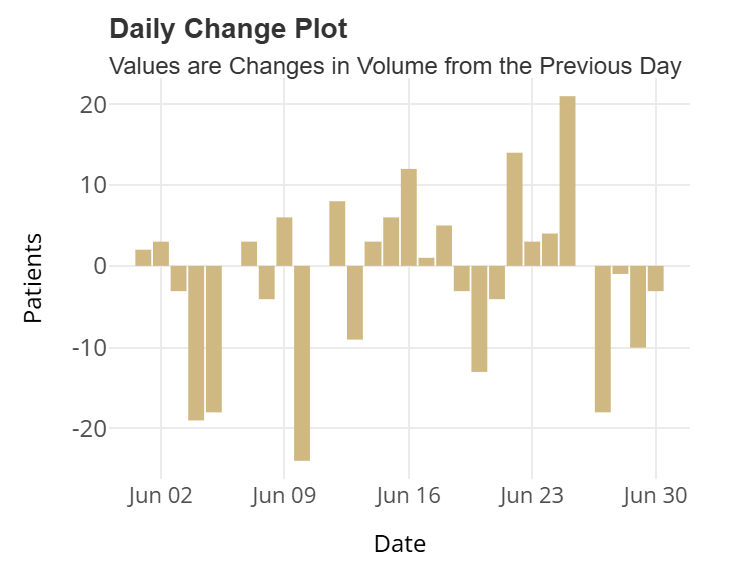 Daily Change Plot
Values are Changes in Volume from the Previous Day
20
10
0
-10
-20
Patients
Jun 02 Jun 09 Jun 16 Jun 23 Jun 30
Date